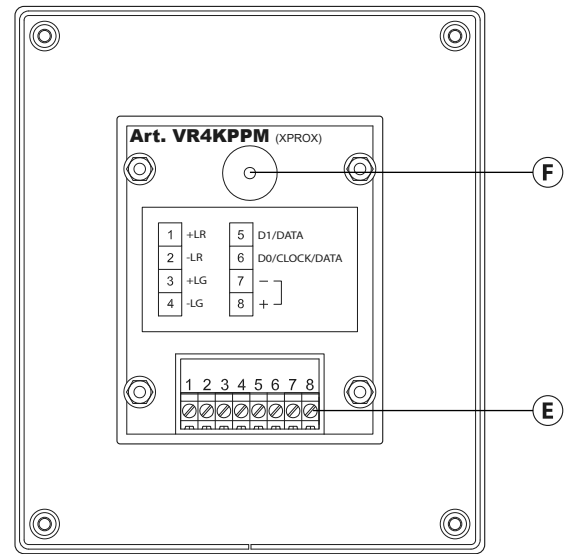 Art. VR4KPPM (XPROX)
F
1 +LR 5 D1/DATA
2 -LR 6 D0/CLOCK/DATA
3 +LG 7 –
4 -LG 8 +
1 2 3 4 5 6 7 8
E